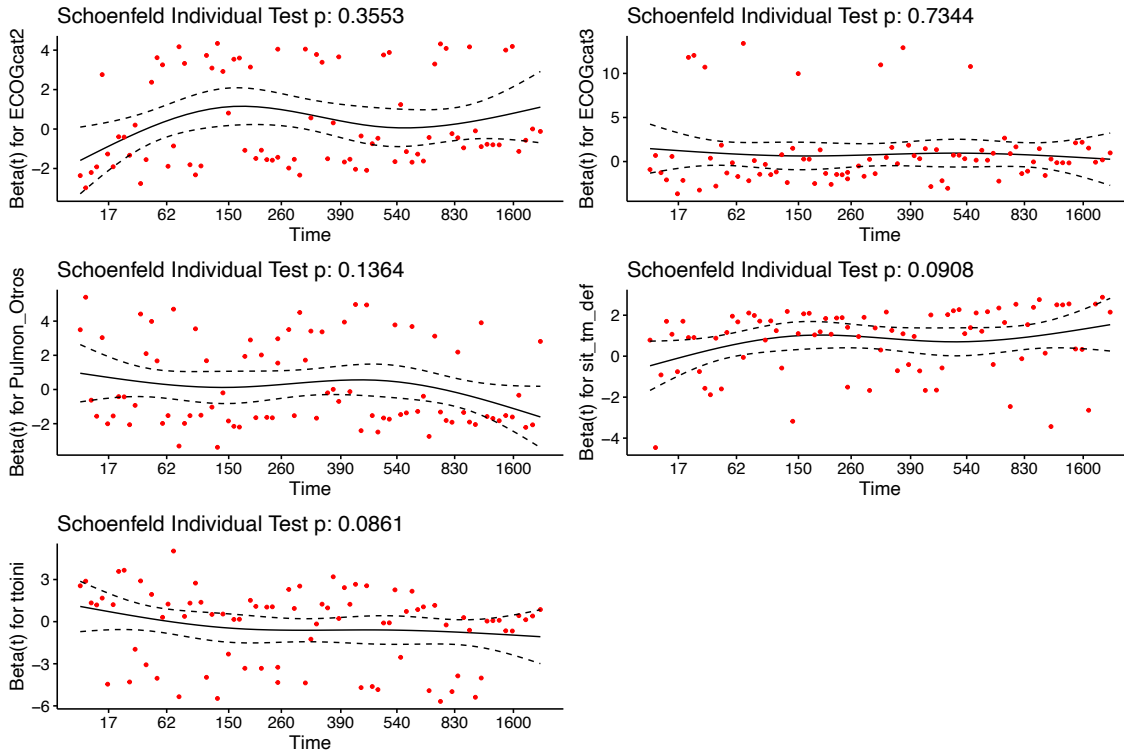 Schoenfeld Individual Test p: 0.3553
Beta(t) for ECOGcat2
4
2
0
−2
17 62 150 260 390 540 830 1600
Time
Schoenfeld Individual Test p: 0.7344
Beta(t) for ECOGcat3
10
5
0
17 62 150 260 390 540 830 1600
Time
Schoenfeld Individual Test p: 0.1364
Beta(t) for Pulmon_Otros
4
2
0
−2
17 62 150 260 390 540 830 1600
Time
Schoenfeld Individual Test p: 0.0908
Beta(t) for sit_tm_def
2
0
−2
−4
17 62 150 260 390 540 830 1600
Time
Schoenfeld Individual Test p: 0.0861
Beta(t) for ttoini
3
0
−3
−6
17 62 150 260 390 540 830 1600
Time